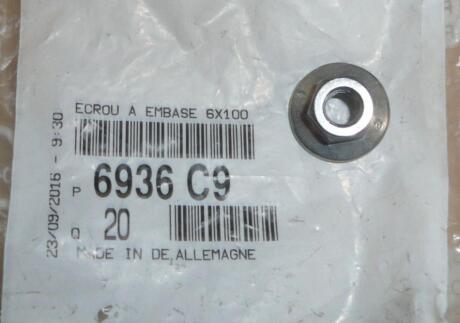 ECROU A EMBASE 6X100
P 6936 C9
Q 20
MADE IN DE,ALLEMAGNE
23/09/2016 - 9:30